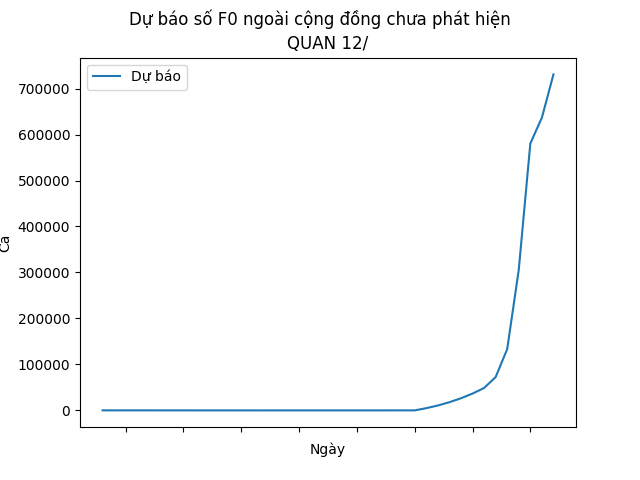 Dự báo số F0 ngoài cộng đồng chưa phát hiện
QUAN 12/
Dự báo
700000
600000
500000
400000
300000
200000
100000
0
Ca
Ngày